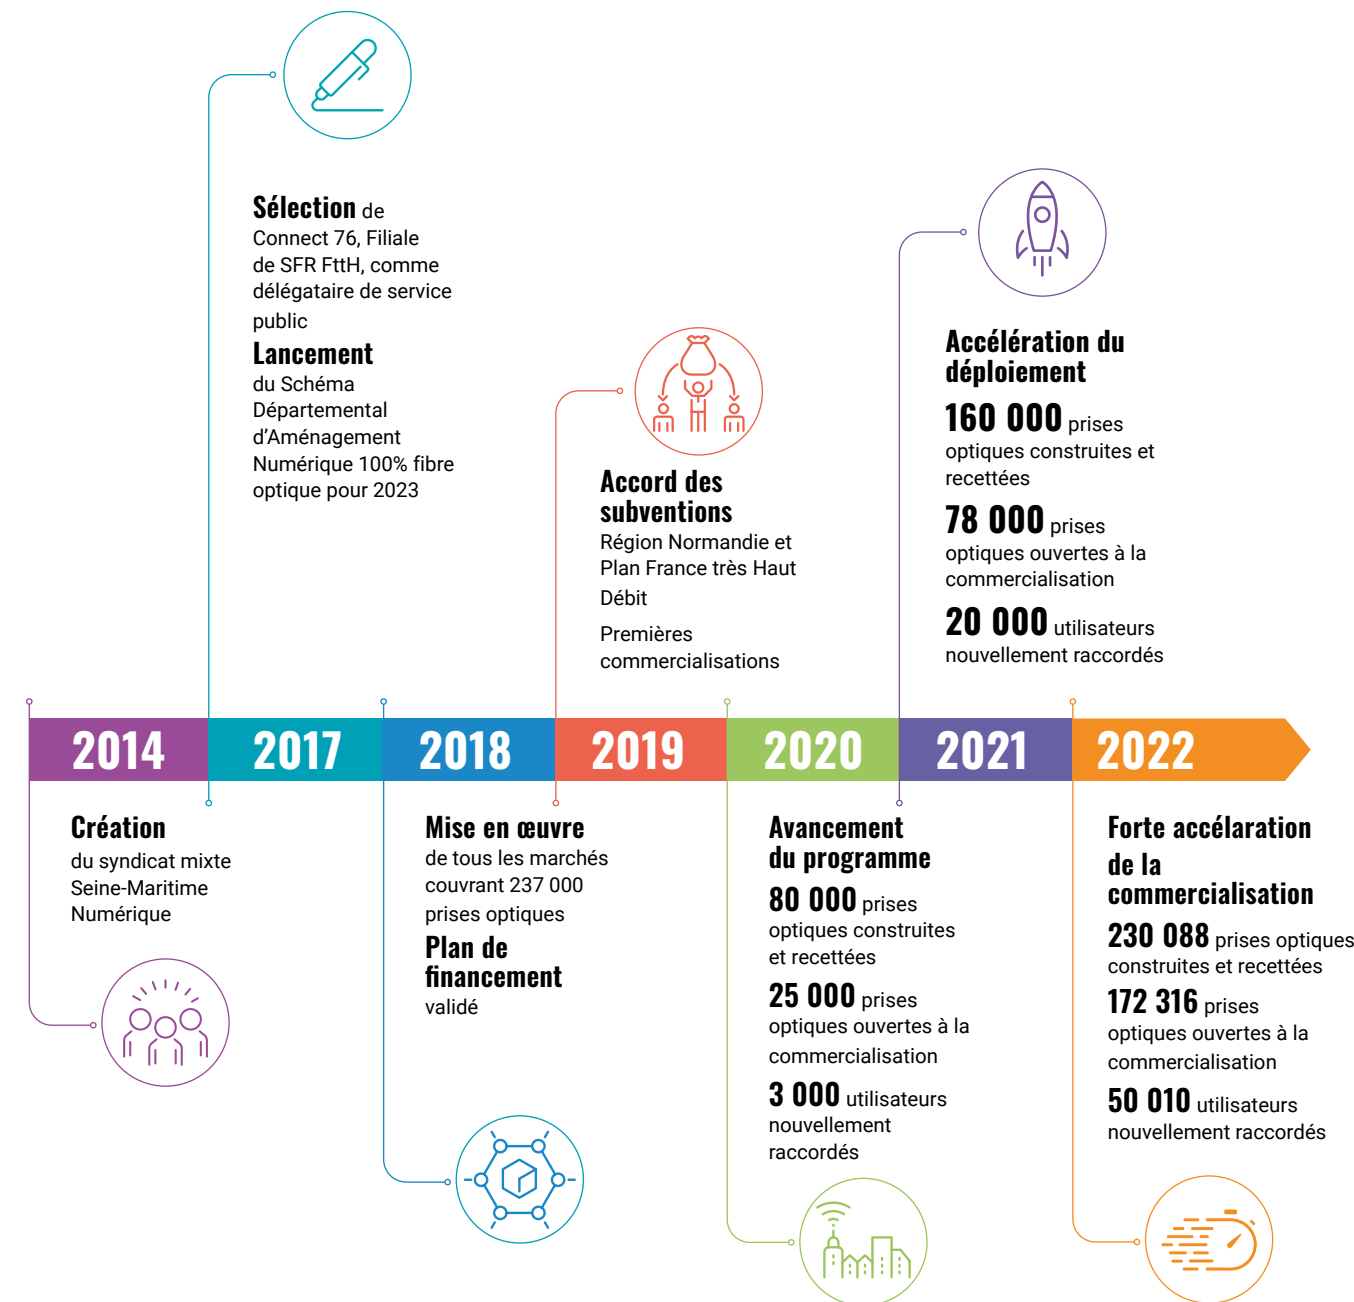 Sélection de
Connect 76, Filiale
de SFR FttH, comme
délégataire de service
public
Lancement
du Schéma
Départemental
d'Aménagement
Numérique 100% fibre
optique pour 2023
Accord des
subventions
Région Normandie et
Plan France très Haut
Débit
Premières
commercialisations
Accélération du
déploiement
160 000 prises
optiques construites et
recettées
78 000 prises
optiques ouvertes à la
commercialisation
20 000 utilisateurs
nouvellement raccordés
2014
2017
2018
2019
2020
2021
2022
Création
du syndicat mixte
Seine-Maritime
Numérique
Mise en œuvre
de tous les marchés
couvrant 237 000
prises optiques
Plan de
financement
validé
Avancement
du programme
80 000 prises
optiques construites
et recettées
25 000 prises
optiques ouvertes à la
commercialisation
3 000 utilisateurs
nouvellement
raccordés
Forte accélaration
de la
commercialisation
230 088 prises optiques
construites et recettées
172 316 prises
optiques ouvertes à la
commercialisation
50 010 utilisateurs
nouvellement raccordés